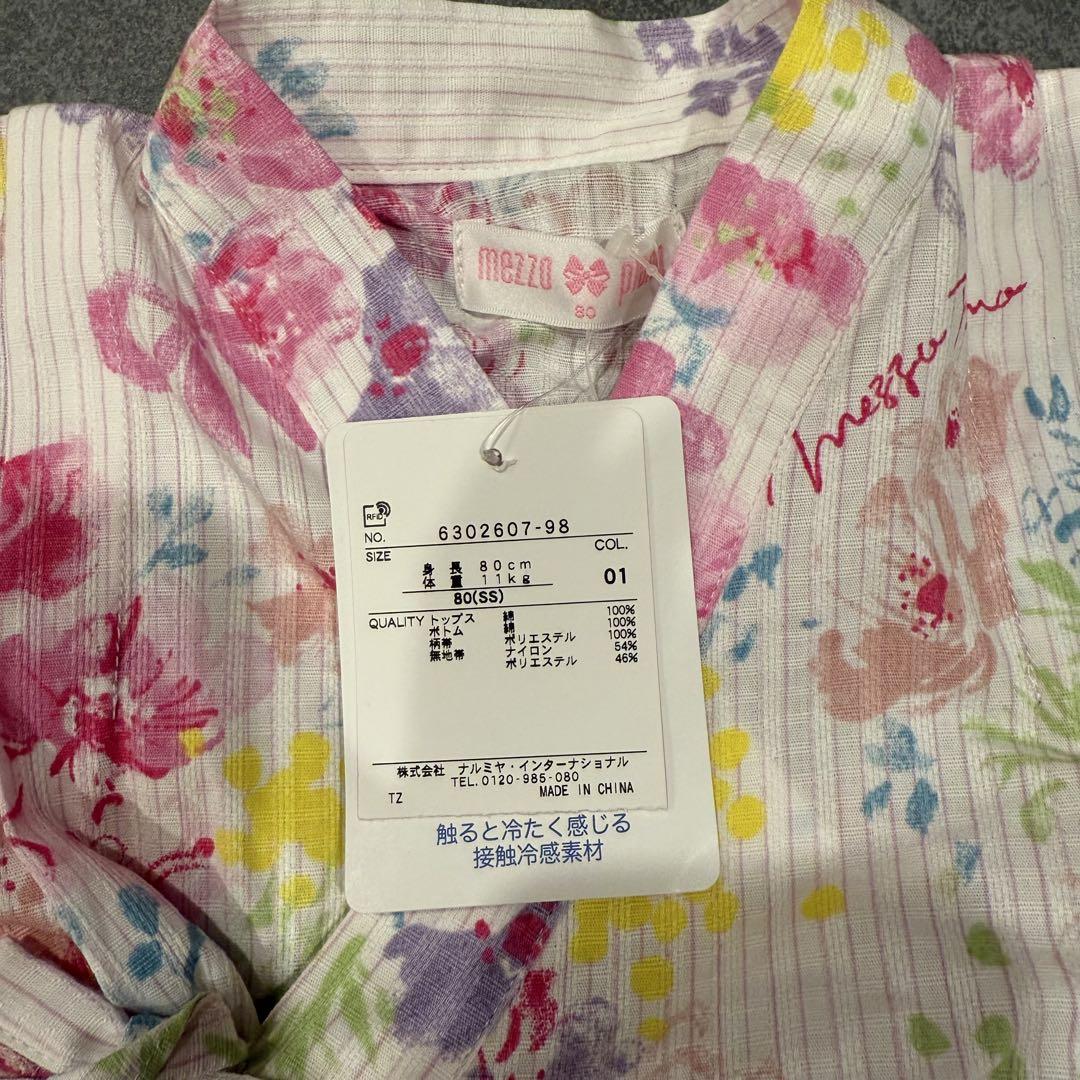 mezzo
80
mezzo piano
RFID
NO. 6302607-98
SIZE COL.
身長 80cm
体重 11kg
80(SS) 01
QUALITY トップス 綿 100%
ボトム 綿 100%
柄帯 ポリエステル 100%
無地帯 ナイロン 54%
ポリエステル 46%
株式会社 ナルミヤ・インターナショナル
TEL.0120-985-080
TZ MADE IN CHINA
触ると冷たく感じる
接触冷感素材